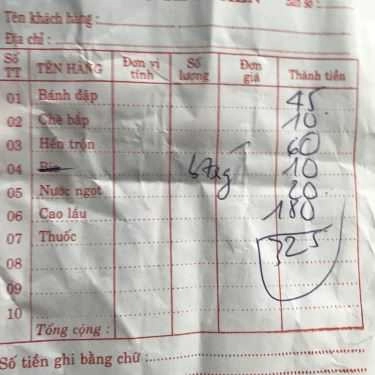 Tên khách hàng :
Địa chỉ :
Số TT TÊN HÀNG Đơn vị tính Số lượng Đơn giá Thành tiền
01 Bánh đập 45
02 Chè bắp 10
03 Hến trộn 60
04 10
05 Nước ngọt 20
06 Cao lầu 180
07 Thuốc 325
08
09
10
Tổng cộng :
Số tiền ghi bằng chữ :